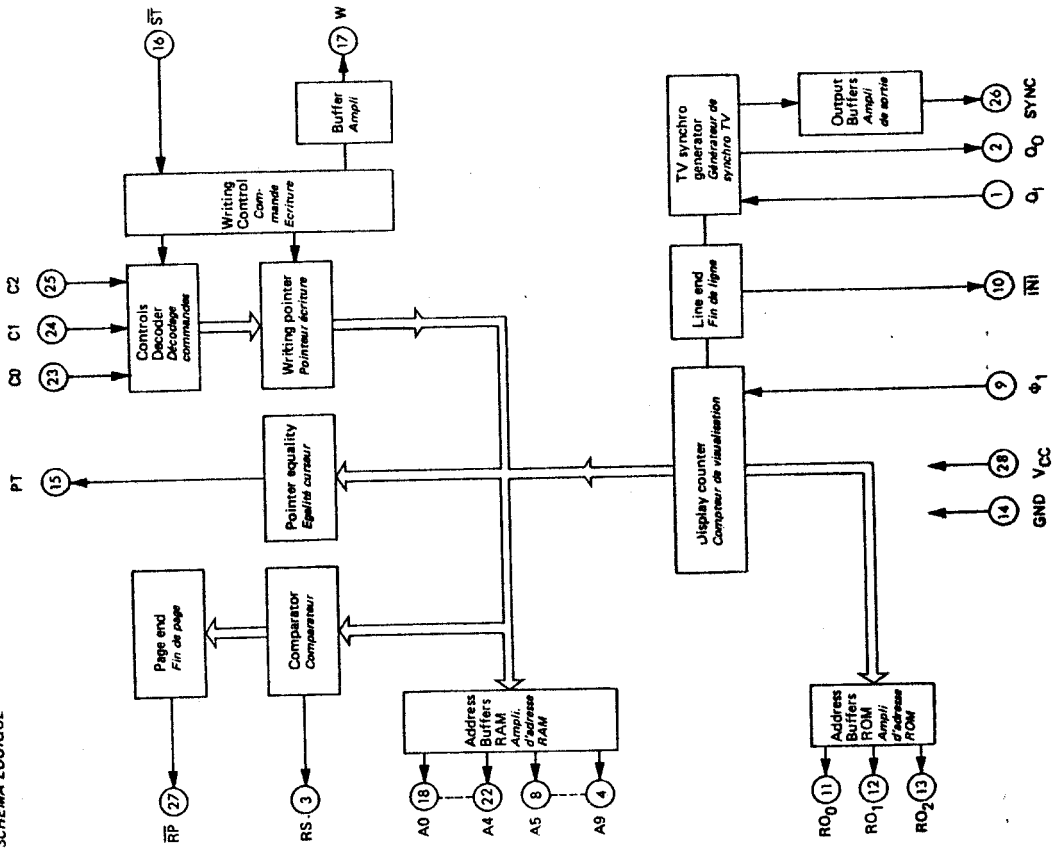 SCHEMA LOGIQUE
C0
C1
C2
23
24
25
16
ST
PT
15
Controls
Decoder
Décodage
commandes
Writing
Control
Com-
mande
Ecriture
Buffer
Ampli
17
W
Writing pointer
Pointeur écriture
Pointer equality
Egalité curseur
Page end
Fin de page
RP
27
Comparator
Comparateur
RS
3
Address
Buffers
RAM
Ampli.
d'adresse
RAM
A0
18
A4
22
A5
8
A9
4
Display counter
Compteur de visualisation
Line end
Fin de ligne
TV synchro
generator
Générateur de
synchro TV
Output
Buffers
Ampli
de sortie
Address
Buffers
ROM
Ampli
d'adresse
ROM
RO0
11
RO1
12
RO2
13
14
28
9
10
1
2
26
GND
VCC
Φ1
INI
QI
QO
SYNC